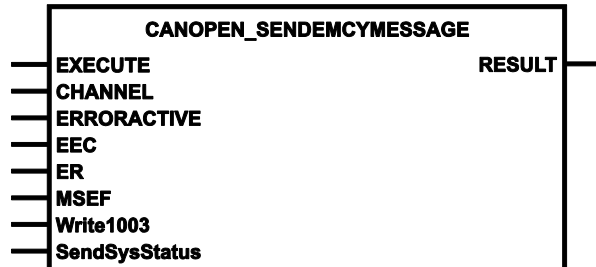 CANOPEN_SENDEMCYMESSAGE
EXECUTE RESULT
CHANNEL
ERRORACTIVE
EEC
ER
MSEF
Write1003
SendSysStatus